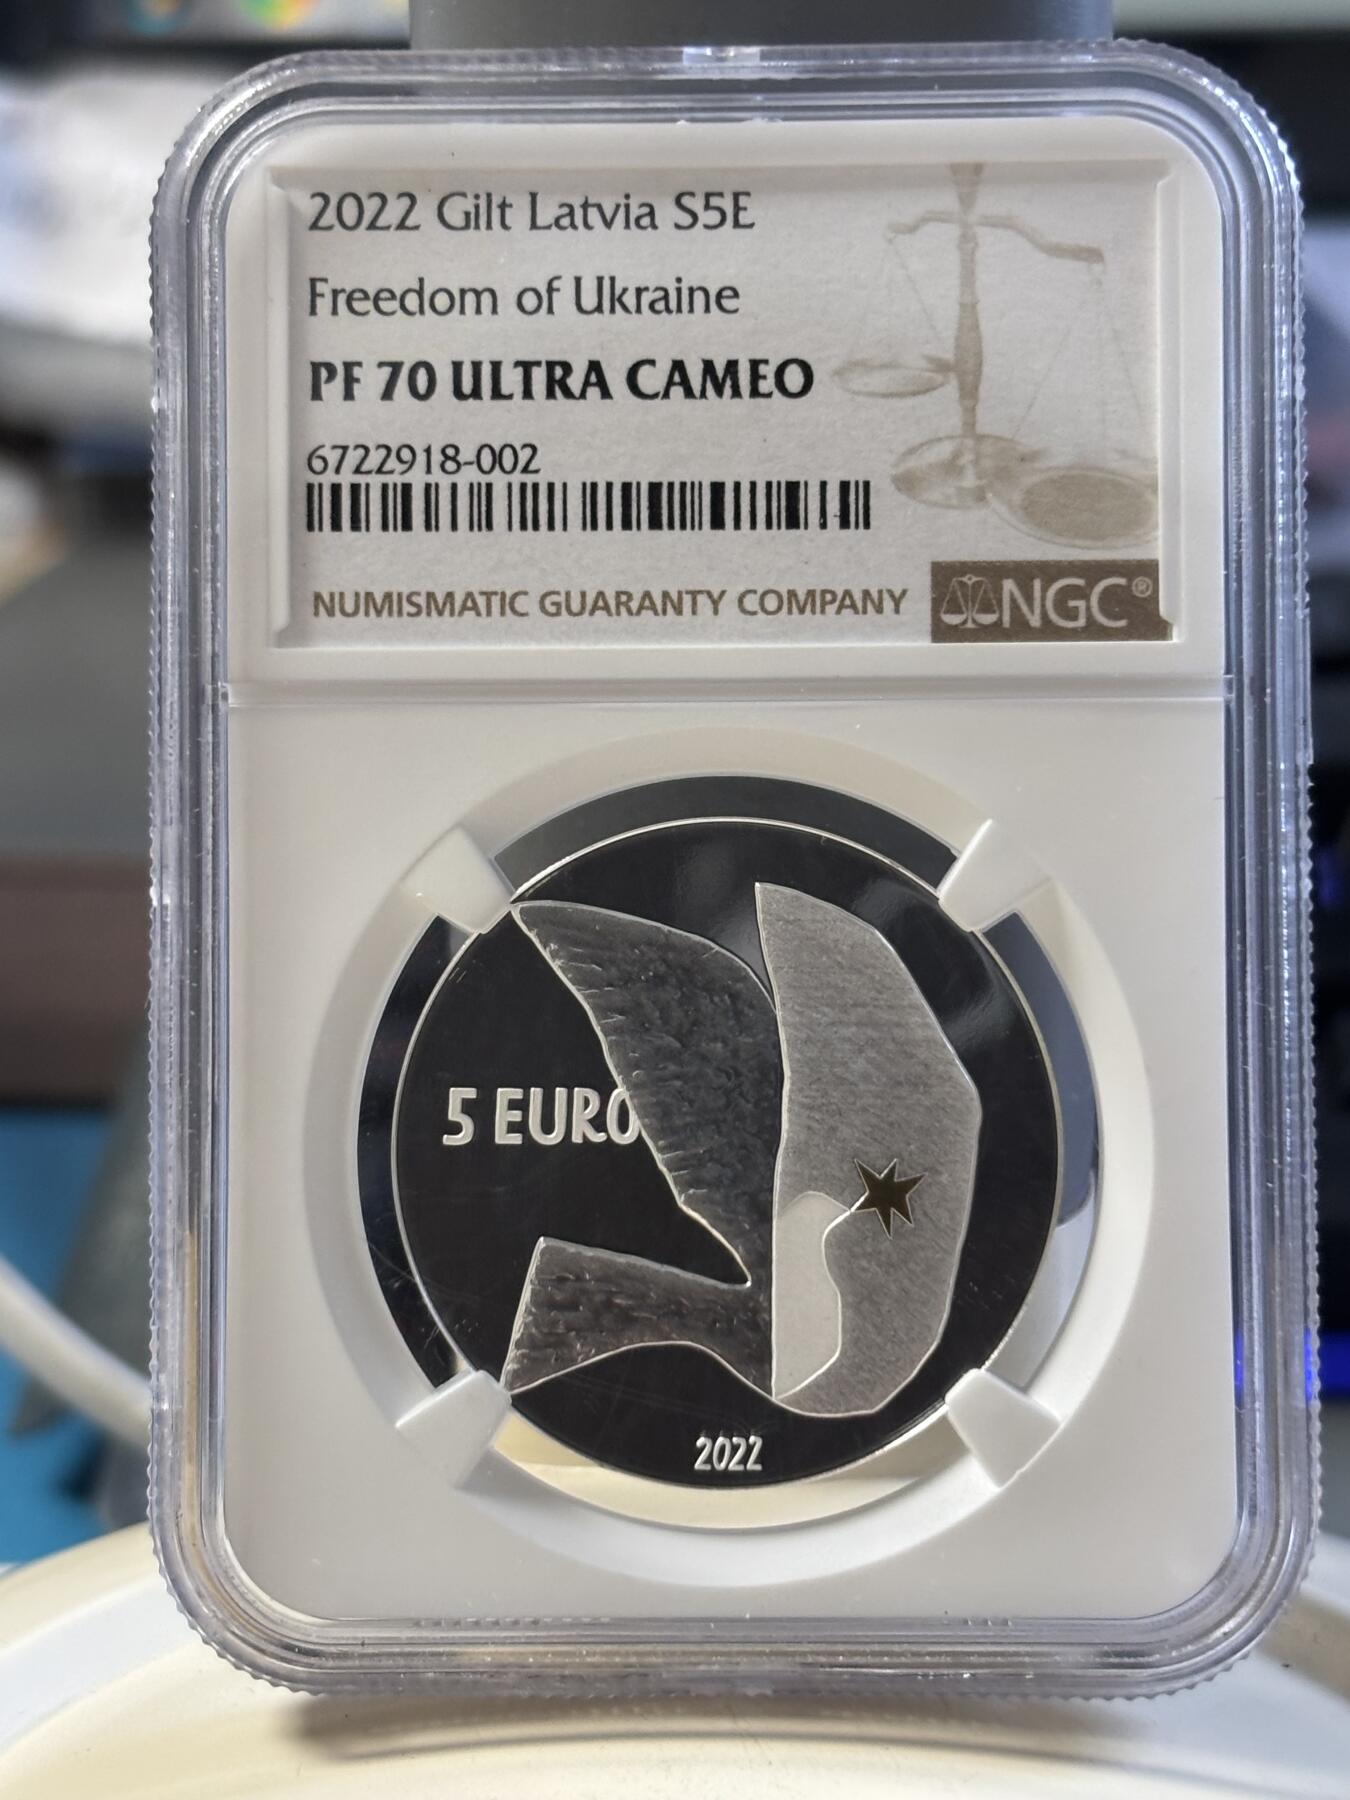 2022 Gilt Latvia S5E
Freedom of Ukraine
PF 70 ULTRA CAMEO
6722918-002
NUMISMATIC GUARANTY COMPANY NGC®
5 EURO
2022